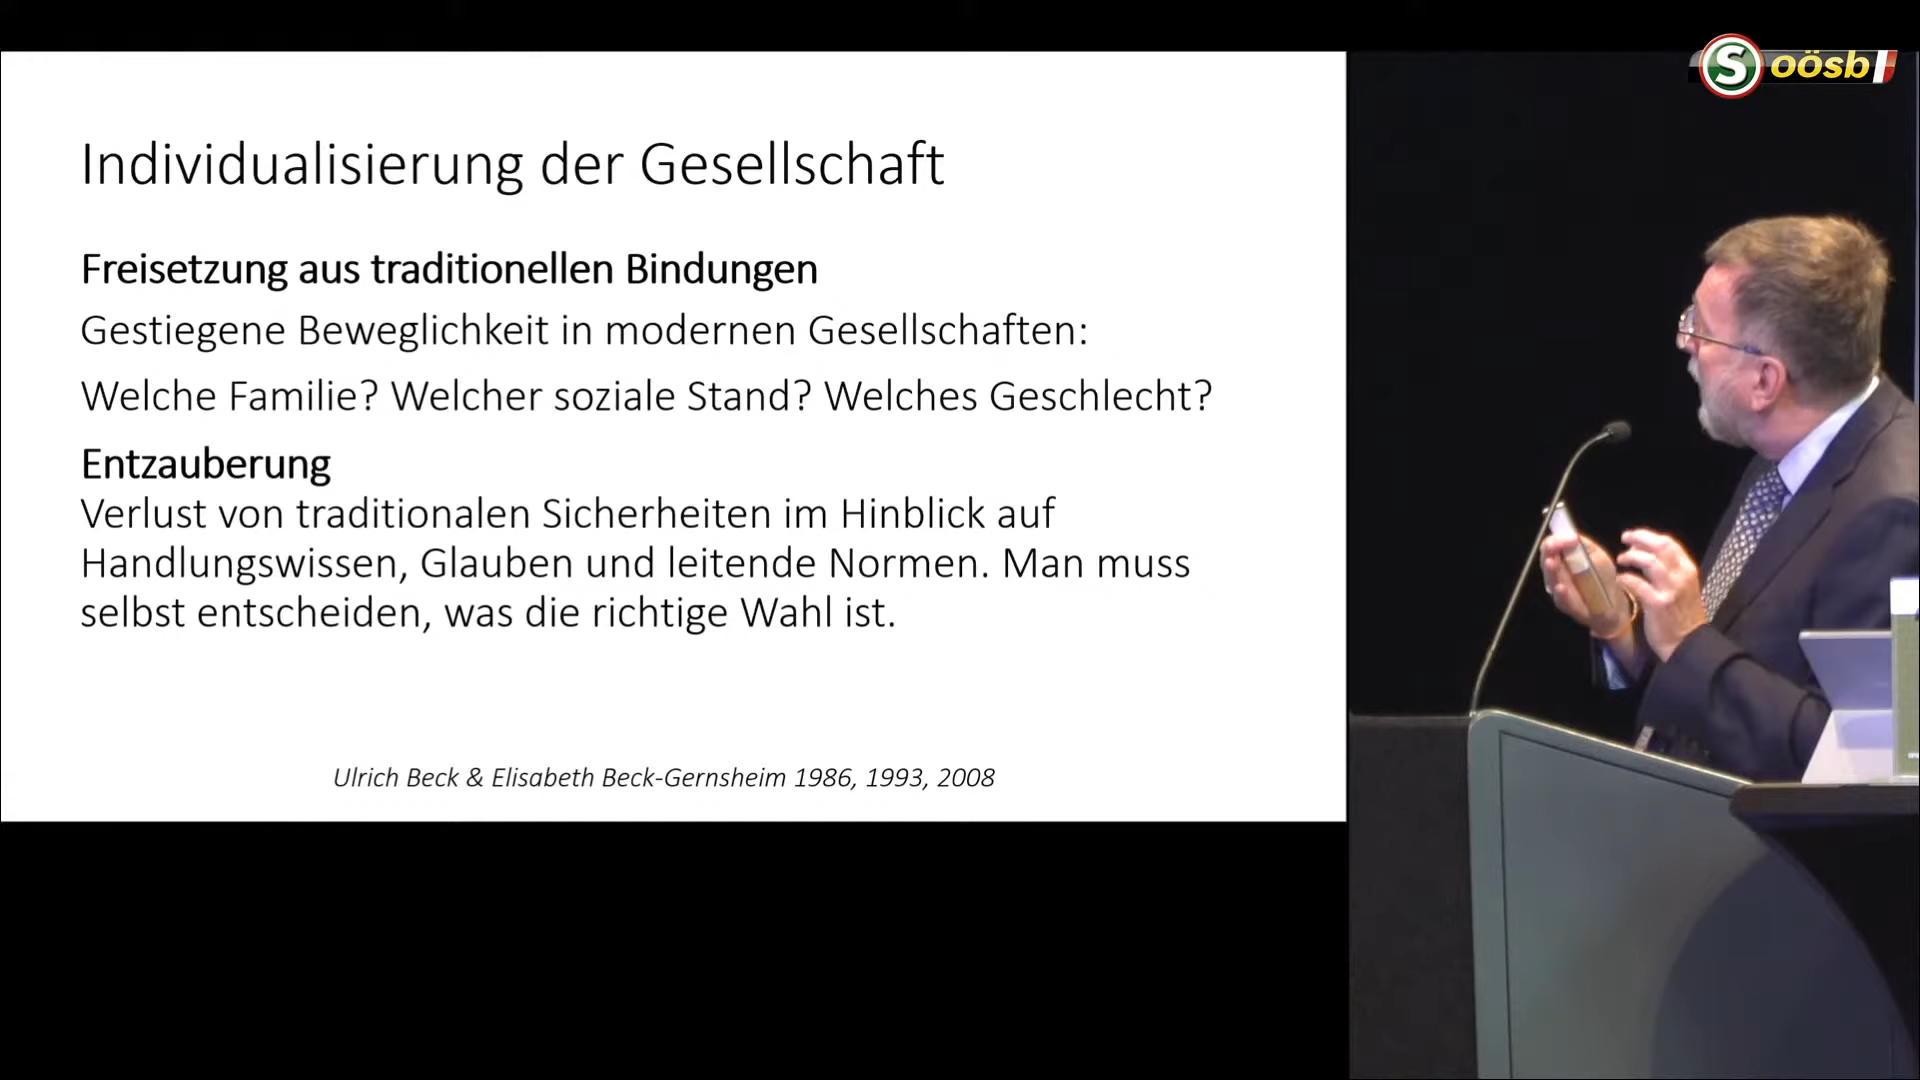 S oösb
Individualisierung der Gesellschaft
Freisetzung aus traditionellen Bindungen
Gestiegene Beweglichkeit in modernen Gesellschaften:
Welche Familie? Welcher soziale Stand? Welches Geschlecht?
Entzauberung
Verlust von traditionalen Sicherheiten im Hinblick auf
Handlungswissen, Glauben und leitende Normen. Man muss
selbst entscheiden, was die richtige Wahl ist.
Ulrich Beck & Elisabeth Beck-Gernsheim 1986, 1993, 2008